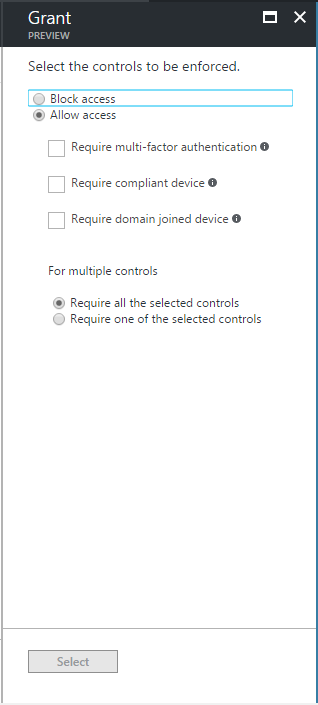 Grant
PREVIEW
Select the controls to be enforced.
Block access
Allow access
Require multi-factor authentication
Require compliant device
Require domain joined device
For multiple controls
Require all the selected controls
Require one of the selected controls
Select